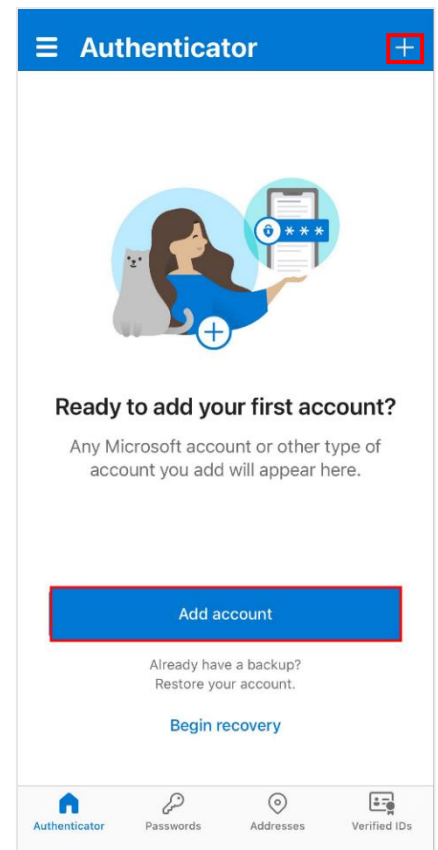 Authenticator
Ready to add your first account?
Any Microsoft account or other type of
account you add will appear here.
Add account
Already have a backup?
Restore your account.
Begin recovery
Authenticator Passwords Addresses Verified IDs